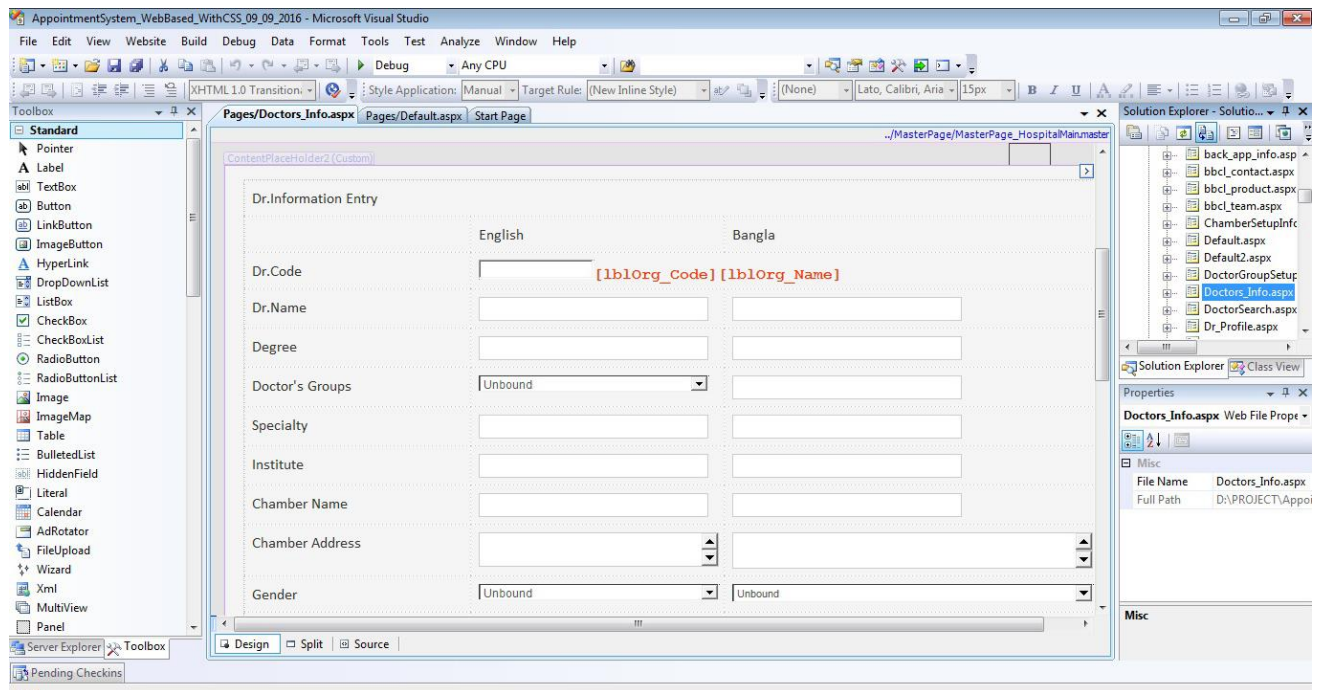 AppointmentSystem_WebBased_WithCSS_09_09_2016 - Microsoft Visual Studio
File Edit View Website Build Debug Data Format Tools Test Analyze Window Help
Debug Any CPU
XHTML 1.0 Transition. Style Application: Manual Target Rule: (New Inline Style) (None) Lato, Calibri, Aria 15px B I U A
Toolbox
Standard
Pointer
A Label
abl TextBox
ab Button
ab LinkButton
ImageButton
A HyperLink
DropDownList
ListBox
CheckBox
CheckBoxList
RadioButton
RadioButtonList
Image
ImageMap
Table
BulletedList
abl HiddenField
Literal
Calendar
AdRotator
FileUpload
Wizard
Xml
MultiView
Panel
Server Explorer Toolbox
Pending Checkins
Pages/Doctors_Info.aspx Pages/Default.aspx Start Page
../MasterPage/MasterPage_HospitalMain.master
ContentPlaceHolder2 (Custom)
Dr.Information Entry
English Bangla
Dr.Code [lblOrg_Code][lblOrg_Name]
Dr.Name
Degree
Doctor's Groups Unbound
Specialty
Institute
Chamber Name
Chamber Address
Gender Unbound Unbound
Design Split Source
Solution Explorer - Solutio...
back_app_info.asp
bbcl_contact.aspx
bbcl_product.aspx
bbcl_team.aspx
ChamberSetupInfo
Default.aspx
Default2.aspx
DoctorGroupSetup
Doctors_Info.aspx
DoctorSearch.aspx
Dr_Profile.aspx
Solution Explorer Class View
Properties
Doctors_Info.aspx Web File Prope
Misc
File Name Doctors_Info.aspx
Full Path D:\PROJECT\Appoi
Misc